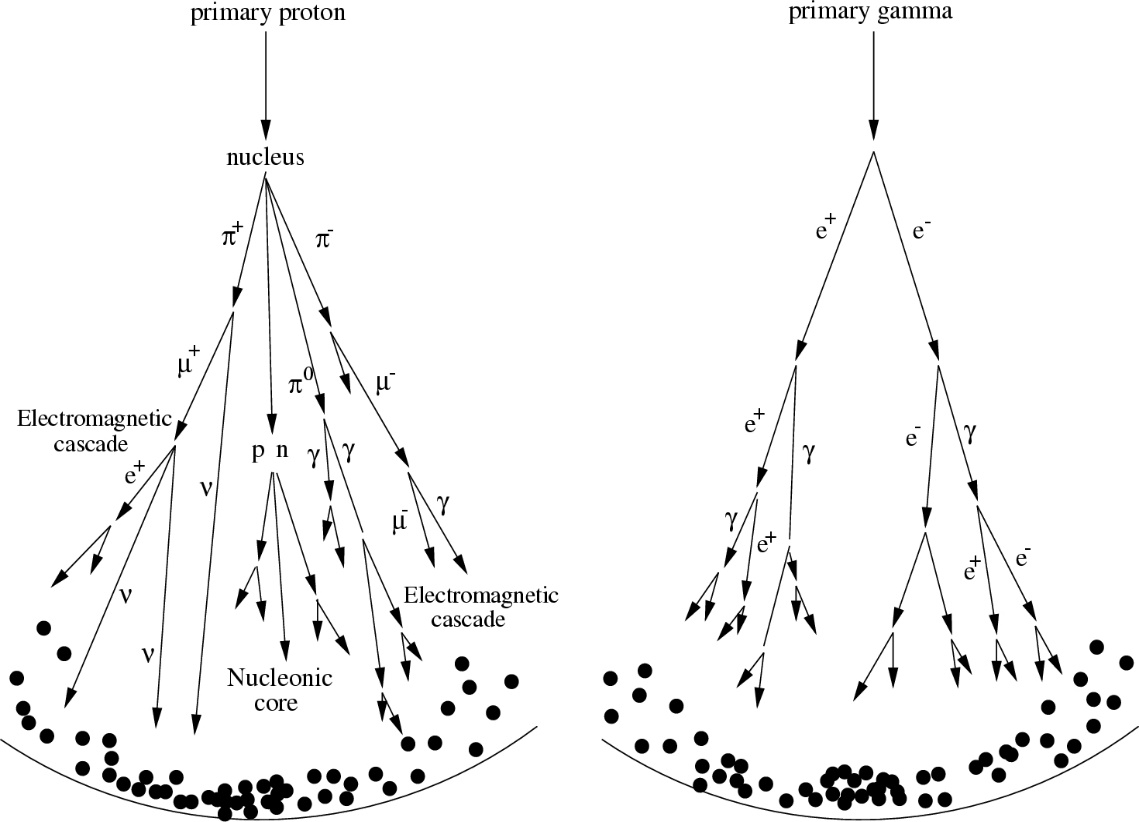 primary proton
nucleus
π+
π-
μ+
π0
μ-
Electromagnetic
cascade
p n
γ
γ
e+
ν
μ-
γ
ν
ν
Electromagnetic
cascade
Nucleonic
core
primary gamma
e+
e-
e+
γ
e-
γ
γ
e+
e+
e-